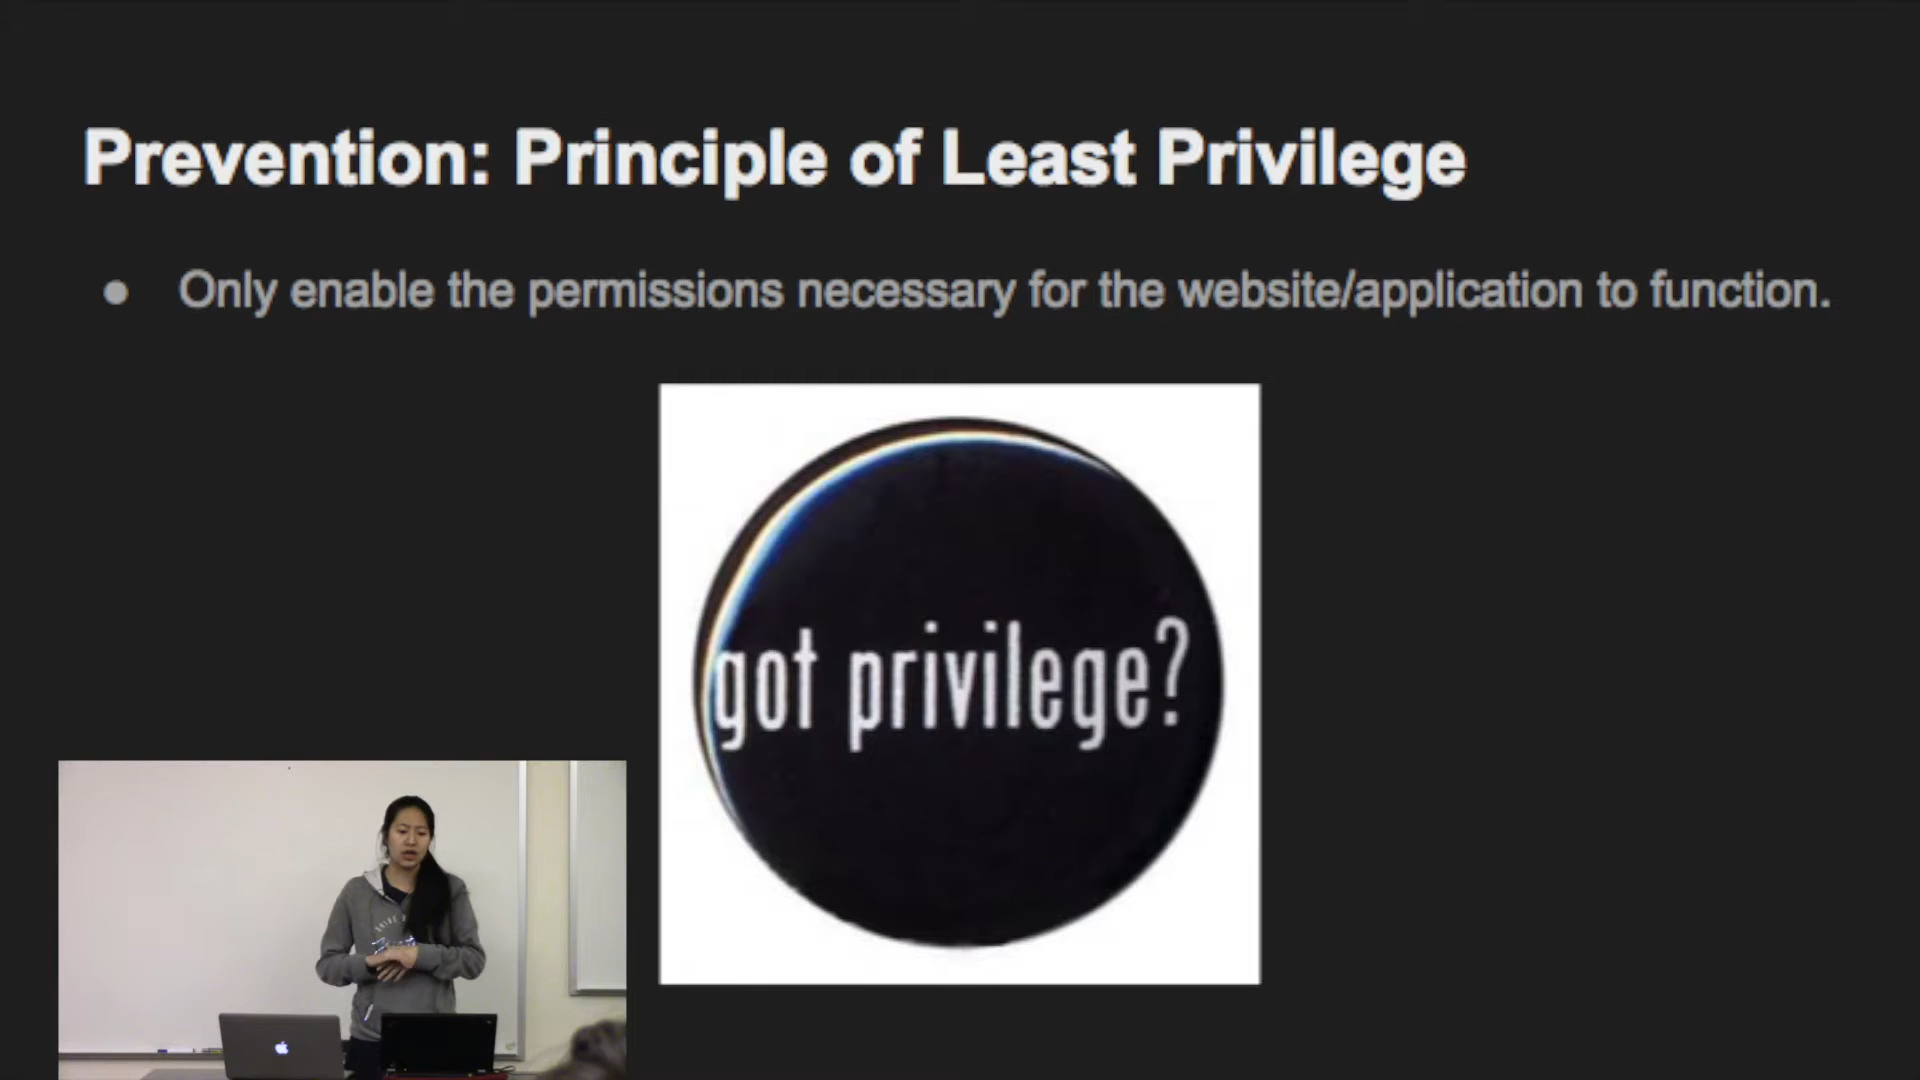 Prevention: Principle of Least Privilege
● Only enable the permissions necessary for the website/application to function.
got privilege?